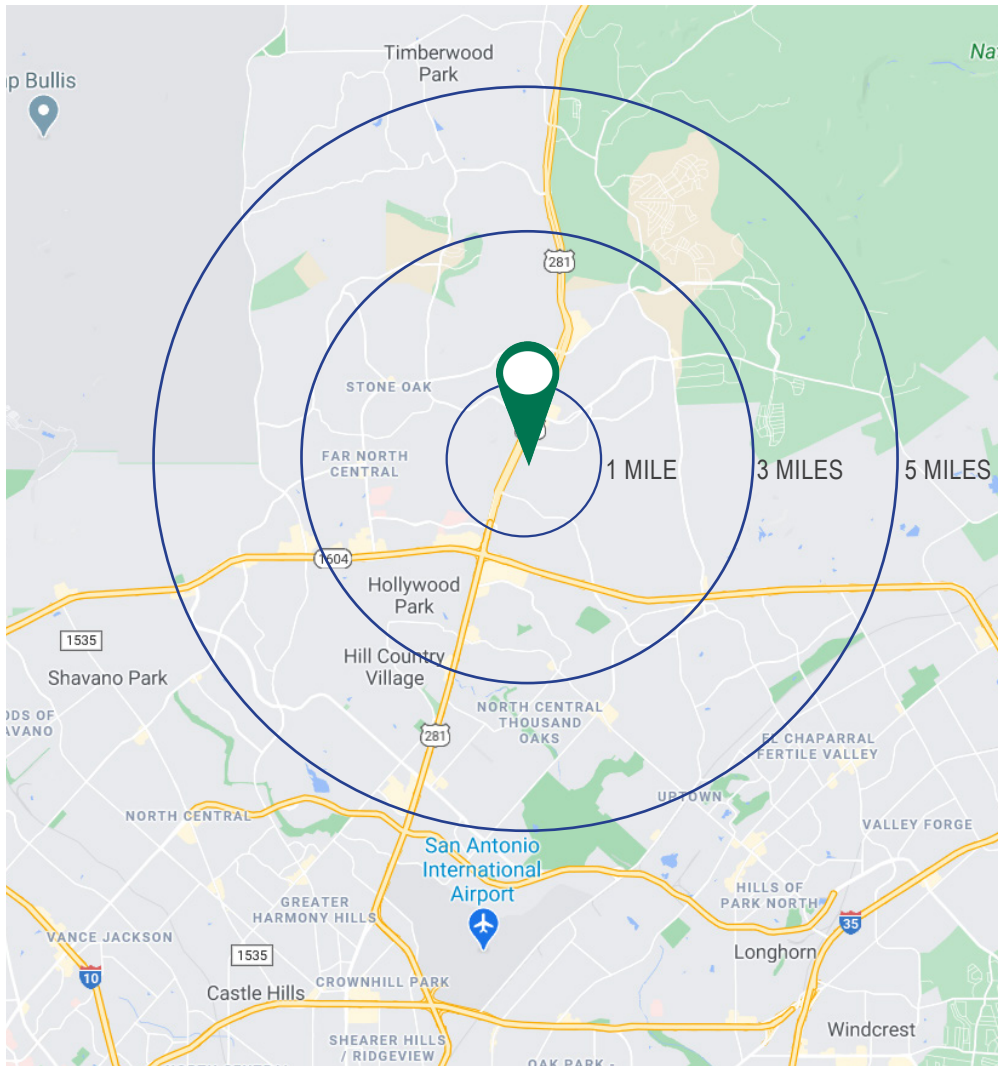 Timberwood
Park
Nat
p Bullis
281
STONE OAK
FAR NORTH
CENTRAL
1 MILE
3 MILES
5 MILES
1604
Hollywood
Park
1535
Hill Country
Village
Shavano Park
NORTH CENTRAL
THOUSAND
OAKS
ODS OF
AVANO
281
EL CHAPARRAL
FERTILE VALLEY
UPTOWN
NORTH CENTRAL
VALLEY FORGE
San Antonio
International
Airport
HILLS OF
PARK NORTH
GREATER
HARMONY HILLS
35
VANCE JACKSON
1535
Longhorn
10
CROWNHILL PARK
Castle Hills
Windcrest
SHEARER HILLS
/ RIDGEVIEW
OAK PARK -
NORTH CENTRAL